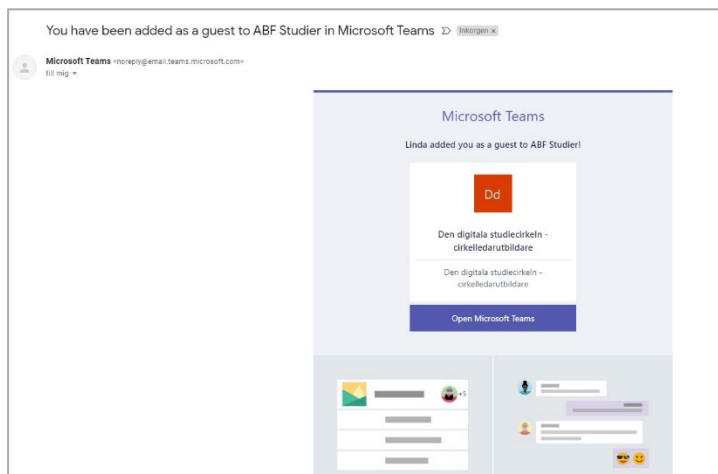 You have been added as a guest to ABF Studier in Microsoft Teams Inkorgen x
Microsoft Teams <noreply@email.teams.microsoft.com>
till mig
Microsoft Teams
Linda added you as a guest to ABF Studier!
Dd
Den digitala studiecirkeln -
cirkelledarutbildare
Den digitala studiecirkeln -
cirkelledarutbildare
Open Microsoft Teams
+5